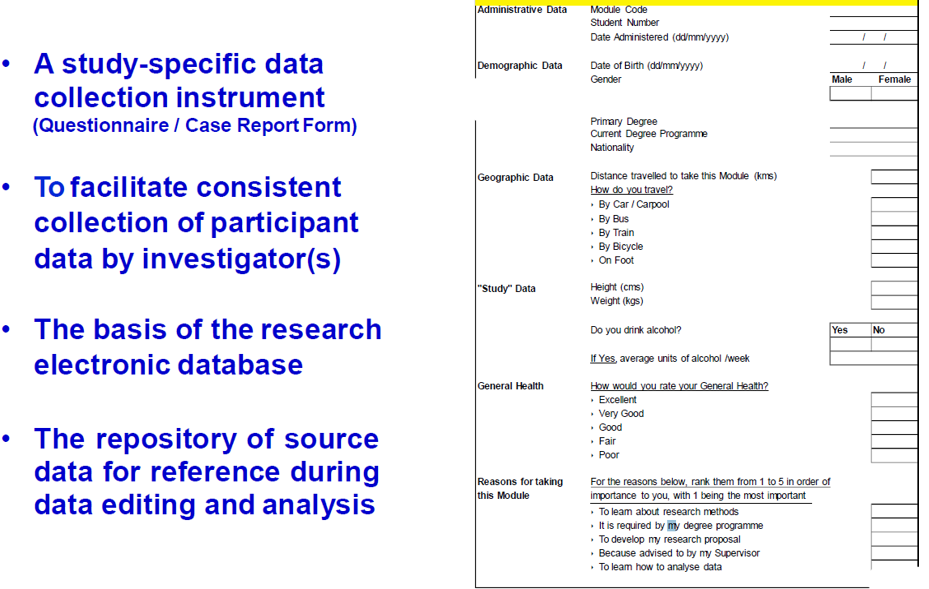 • A study-specific data
collection instrument
(Questionnaire / Case Report Form)
• To facilitate consistent
collection of participant
data by investigator(s)
• The basis of the research
electronic database
• The repository of source
data for reference during
data editing and analysis
Administrative Data Module Code
Student Number
Date Administered (dd/mm/yyyy) / /
Demographic Data Date of Birth (dd/mm/yyyy) / /
Gender Male Female
Primary Degree
Current Degree Programme
Nationality
Geographic Data Distance travelled to take this Module (kms)
How do you travel?
By Car / Carpool
By Bus
By Train
By Bicycle
On Foot
"Study" Data Height (cms)
Weight (kgs)
Do you drink alcohol? Yes No
If Yes, average units of alcohol /week
General Health How would you rate your General Health?
Excellent
Very Good
Good
Fair
Poor
Reasons for taking For the reasons below, rank them from 1 to 5 in order of
this Module importance to you, with 1 being the most important
To learn about research methods
It is required by my degree programme
To develop my research proposal
Because advised to by my Supervisor
To learn how to analyse data